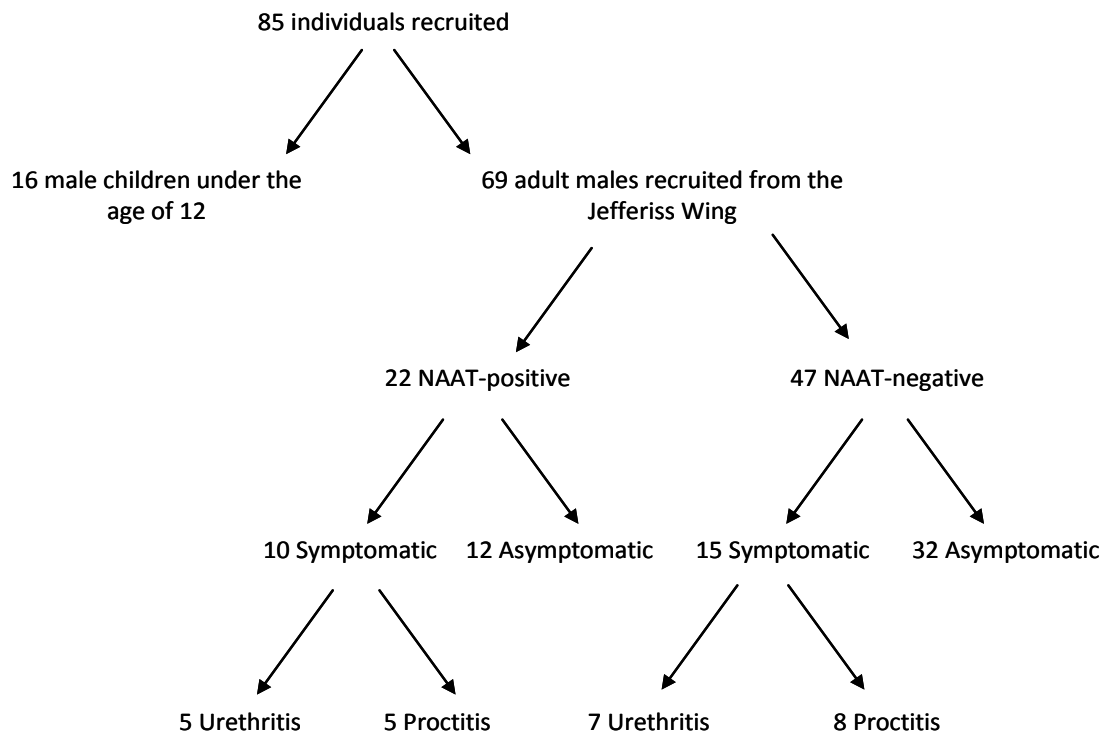 85 individuals recruited
16 male children under the
age of 12
69 adult males recruited from the
Jefferiss Wing
22 NAAT-positive
47 NAAT-negative
10 Symptomatic
12 Asymptomatic
15 Symptomatic
32 Asymptomatic
5 Urethritis
5 Proctitis
7 Urethritis
8 Proctitis